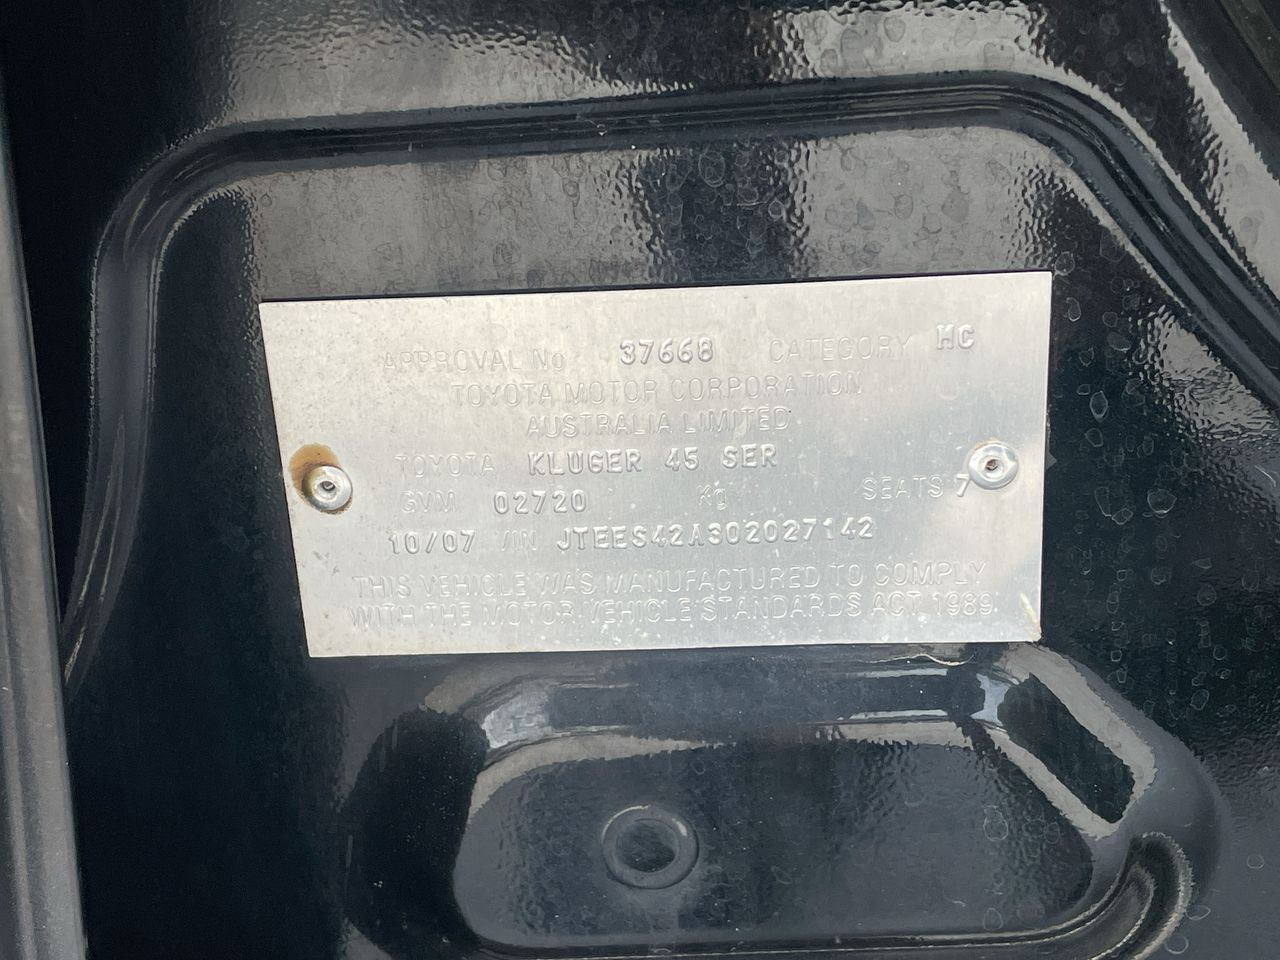 APPROVAL No 37668 CATEGORY MC
TOYOTA MOTOR CORPORATION
AUSTRALIA LIMITED
TOYOTA KLUGER 45 SER
GVM 02720 Kg SEATS 7
10/07 VIN JTEES42A302027142
THIS VEHICLE WAS MANUFACTURED TO COMPLY
WITH THE MOTOR VEHICLE STANDARDS ACT 1989